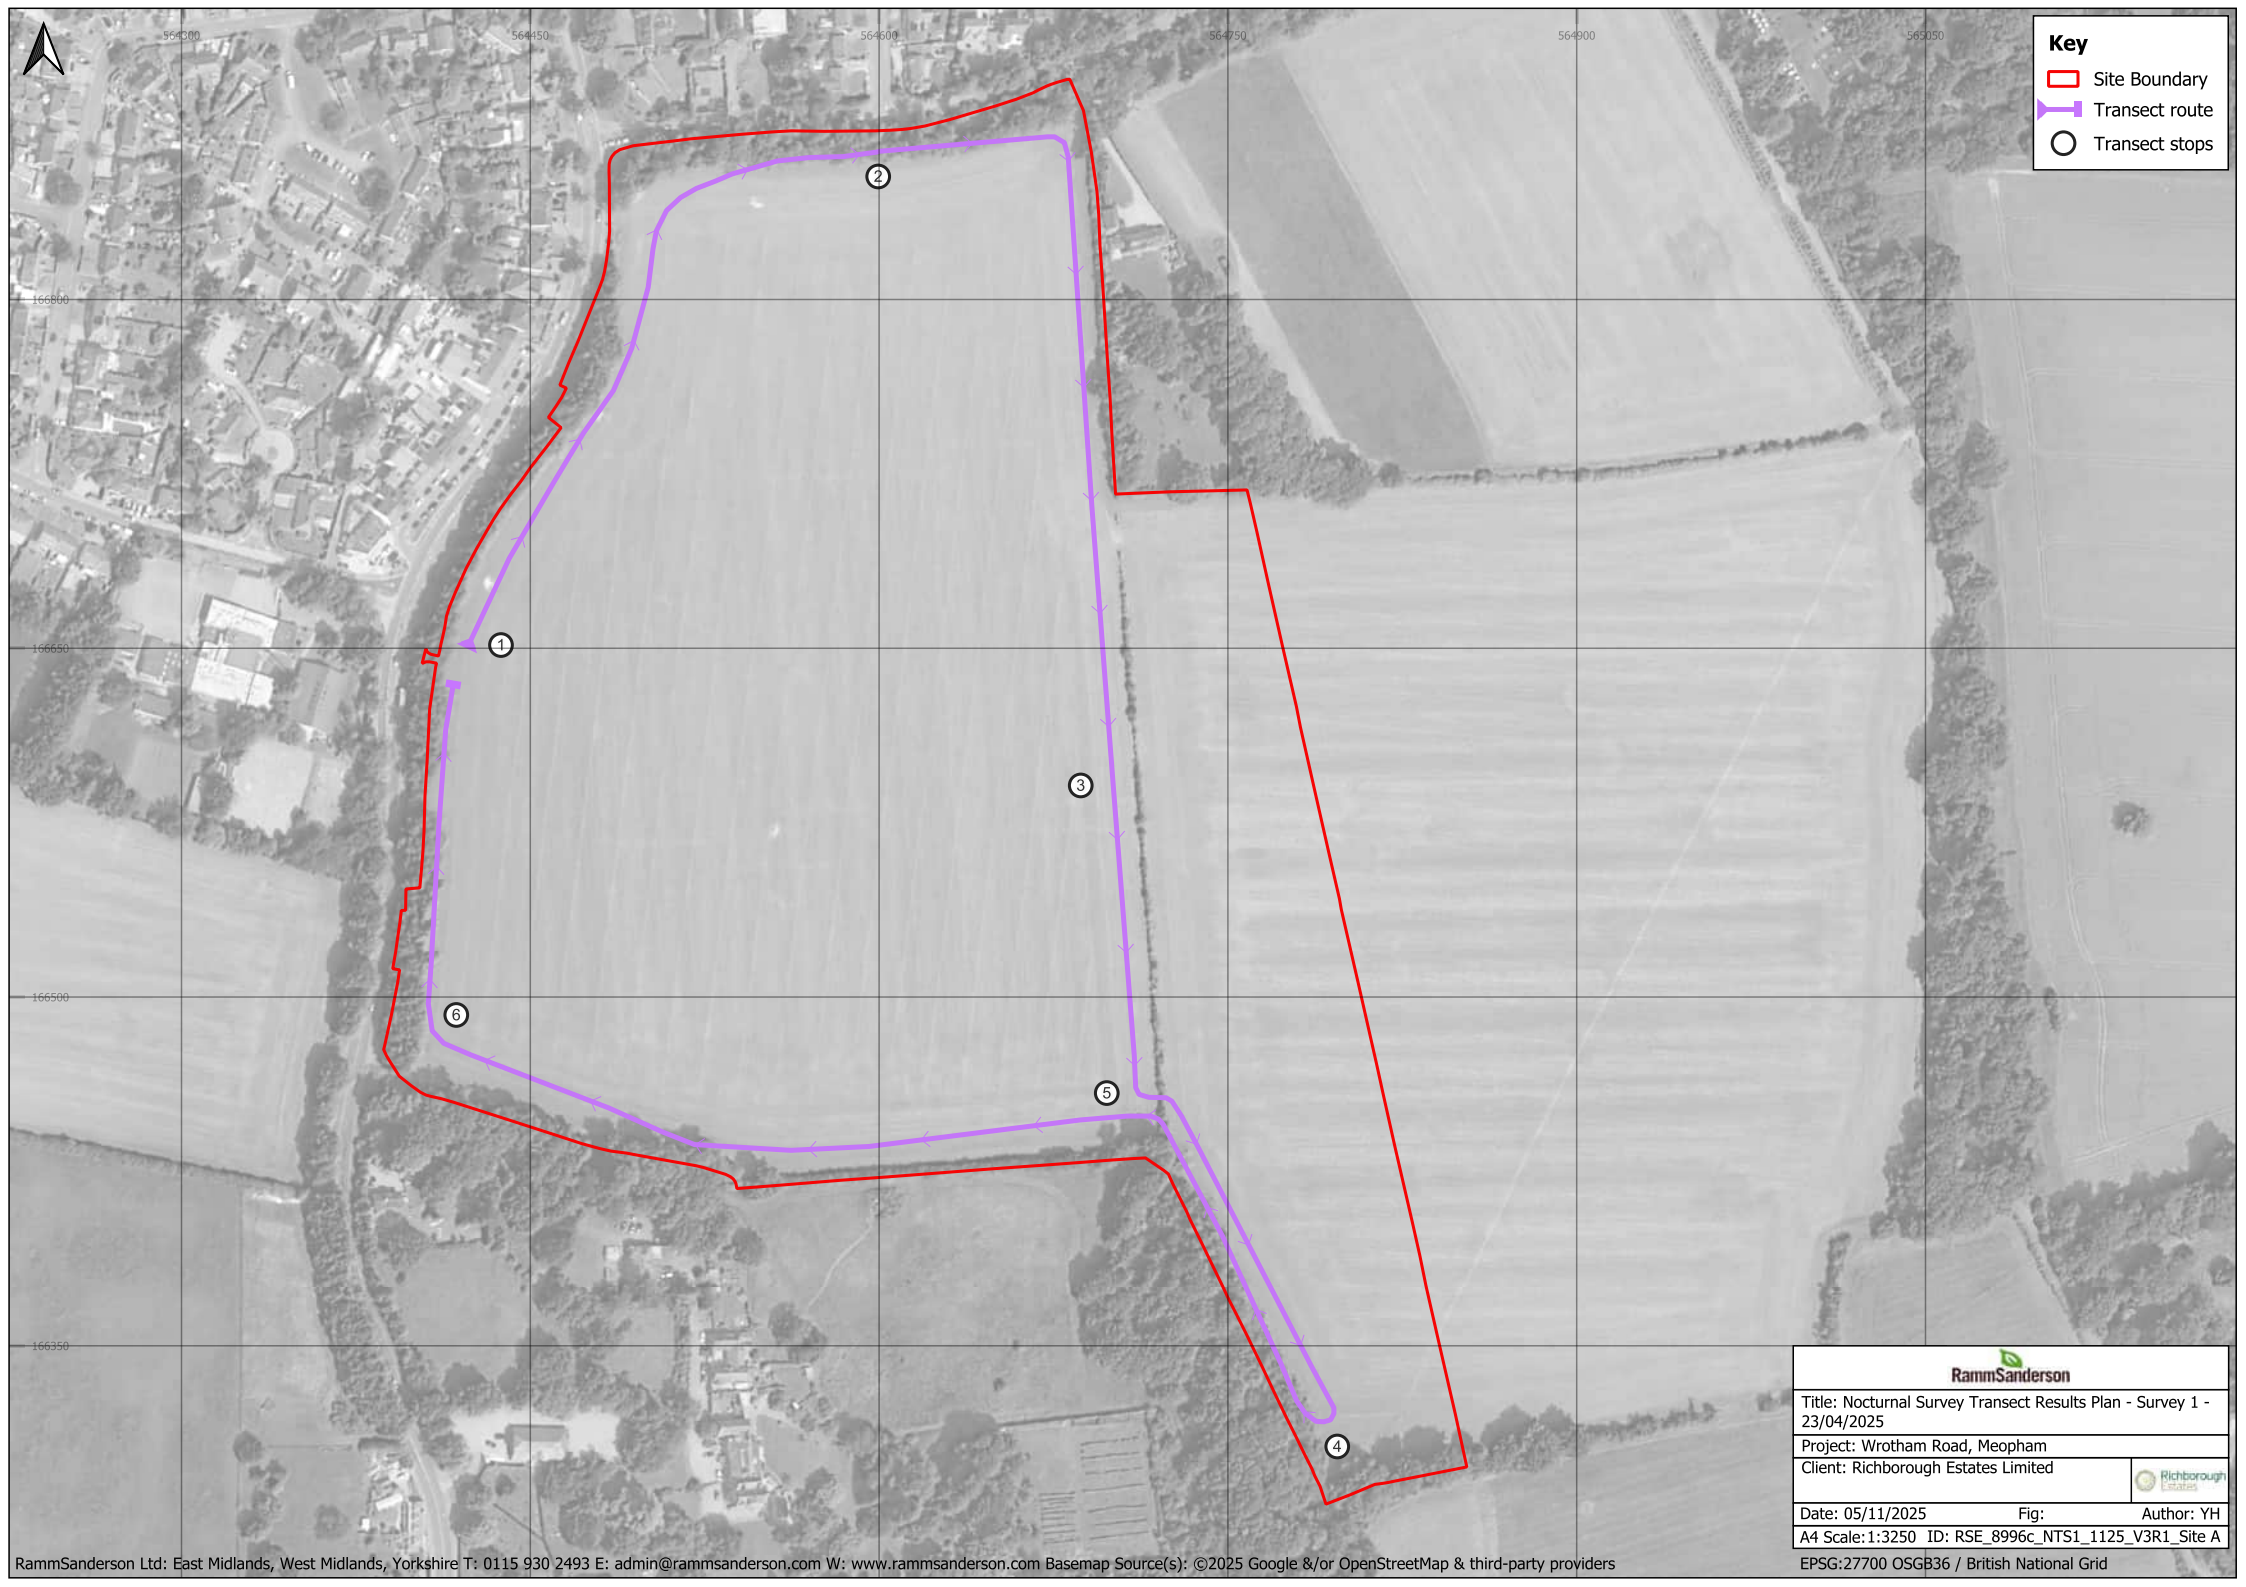 564300
564450
564600
564750
564900
565050
Key
Site Boundary
Transect route
Transect stops
2
166800
1
166650
3
166500
6
5
166350
4
RammSanderson
Title: Nocturnal Survey Transect Results Plan - Survey 1 -
23/04/2025
Project: Wrotham Road, Meopham
Client: Richborough Estates Limited
Richborough
Estates
Date: 05/11/2025 Fig: Author: YH
A4 Scale:1:3250 ID: RSE_8996c_NTS1_1125_V3R1_Site A
RammSanderson Ltd: East Midlands, West Midlands, Yorkshire T: 0115 930 2493 E: admin@rammsanderson.com W: www.rammsanderson.com Basemap Source(s): ©2025 Google &/or OpenStreetMap & third-party providers
EPSG:27700 OSGB36 / British National Grid